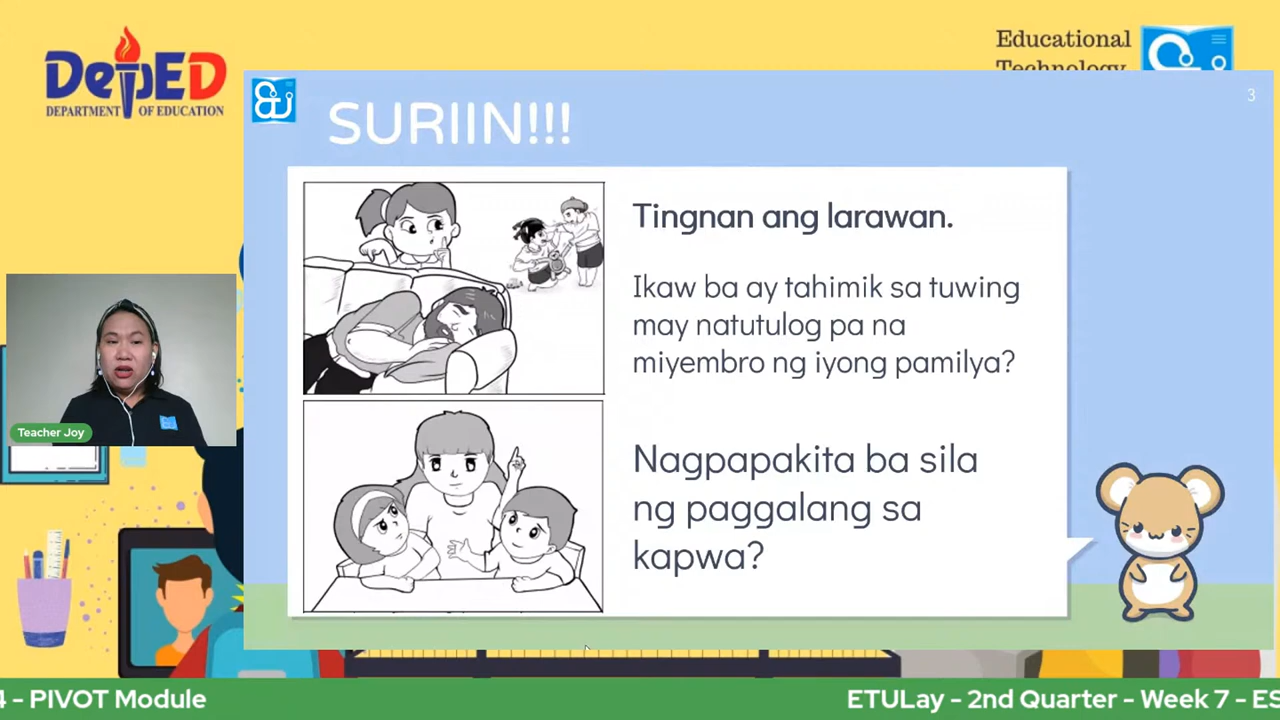 DepED
DEPARTMENT OF EDUCATION
Educational
Technology
3
SURIIN!!!
Tingnan ang larawan.
Ikaw ba ay tahimik sa tuwing
may natutulog pa na
miyembro ng iyong pamilya?
Nagpapakita ba sila
ng paggalang sa
kapwa?
Teacher Joy
4 - PIVOT Module
ETULay - 2nd Quarter - Week 7 - ES